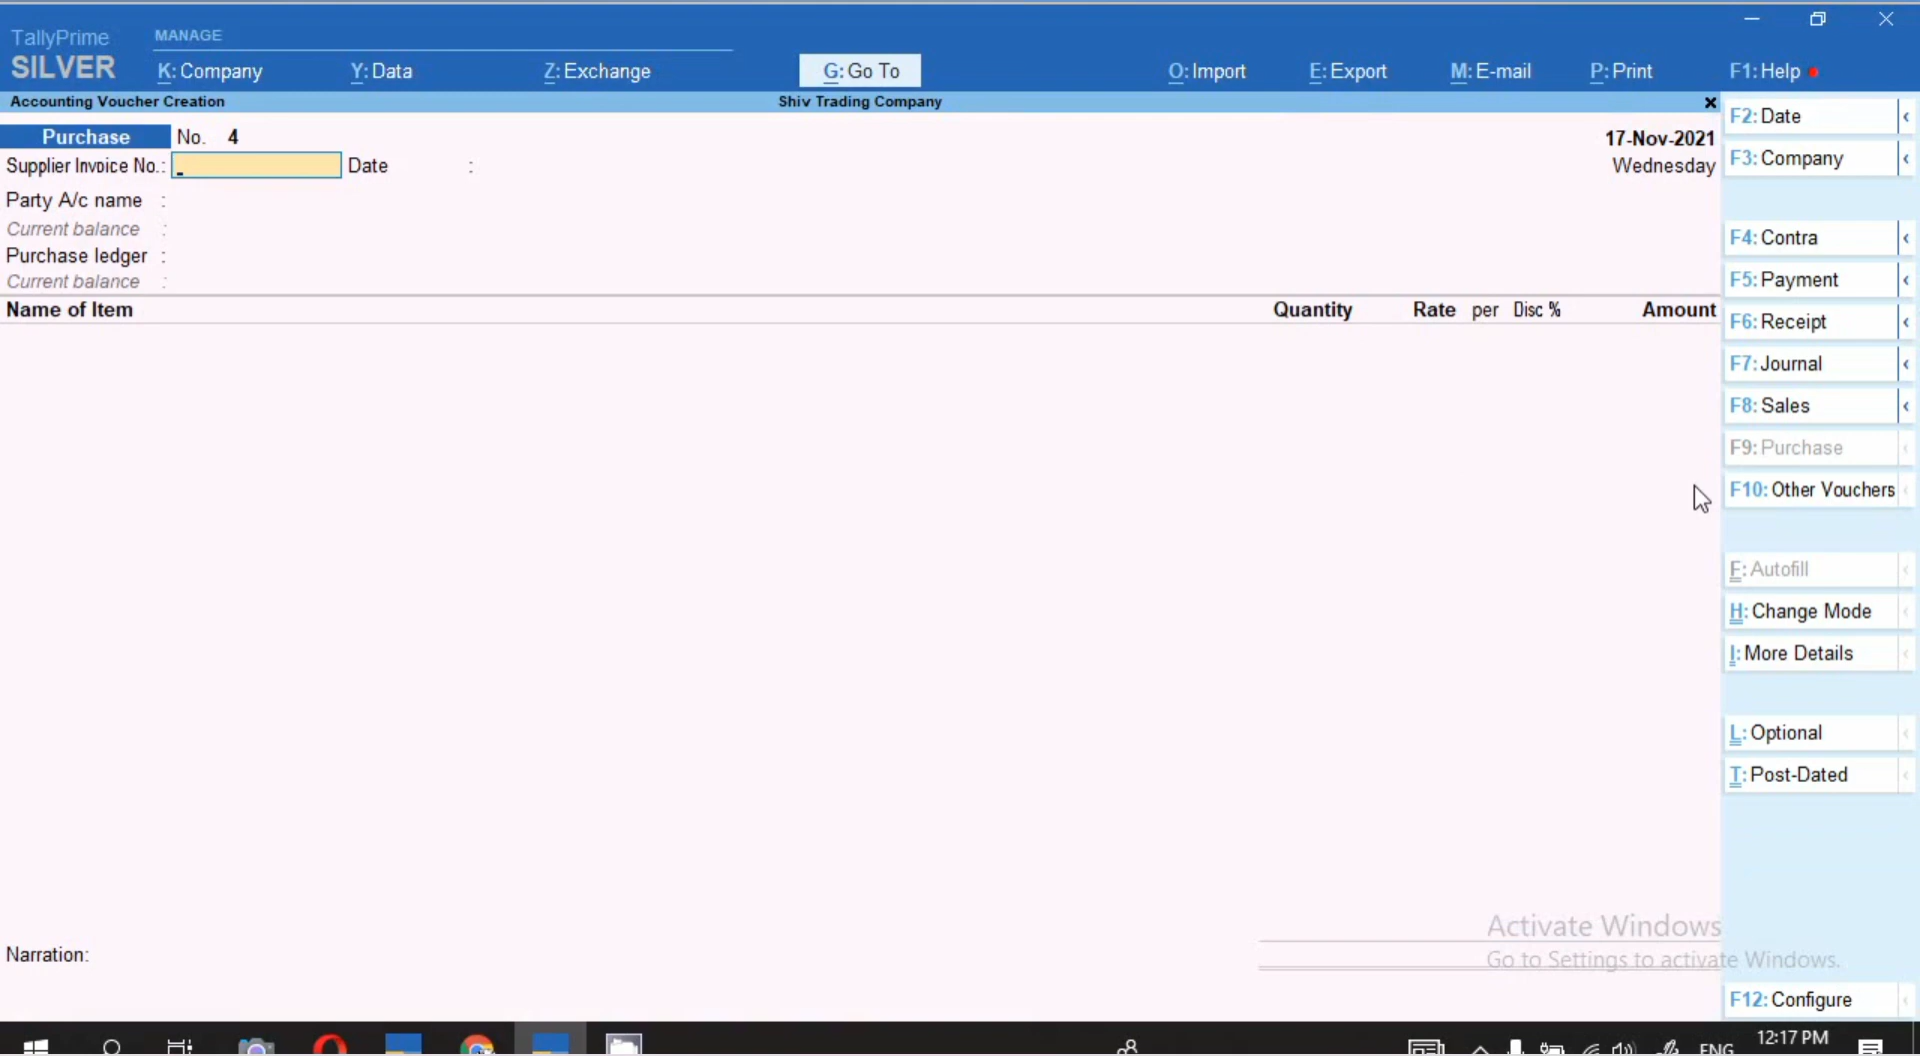 TallyPrime
SILVER
MANAGE
K: Company
Y: Data
Z: Exchange
G: Go To
O: Import
E: Export
M: E-mail
P: Print
F1: Help
Accounting Voucher Creation
Shiv Trading Company
Purchase No. 4
17-Nov-2021
Supplier Invoice No.: Date :
Wednesday
Party A/c name :
Current balance :
Purchase ledger :
Current balance :
Name of Item Quantity Rate per Disc % Amount
F2: Date
F3: Company
F4: Contra
F5: Payment
F6: Receipt
F7: Journal
F8: Sales
F9: Purchase
F10: Other Vouchers
F: Autofill
H: Change Mode
I: More Details
L: Optional
T: Post-Dated
Activate Windows
Go to Settings to activate Windows.
Narration:
F12: Configure
ENG
12:17 PM